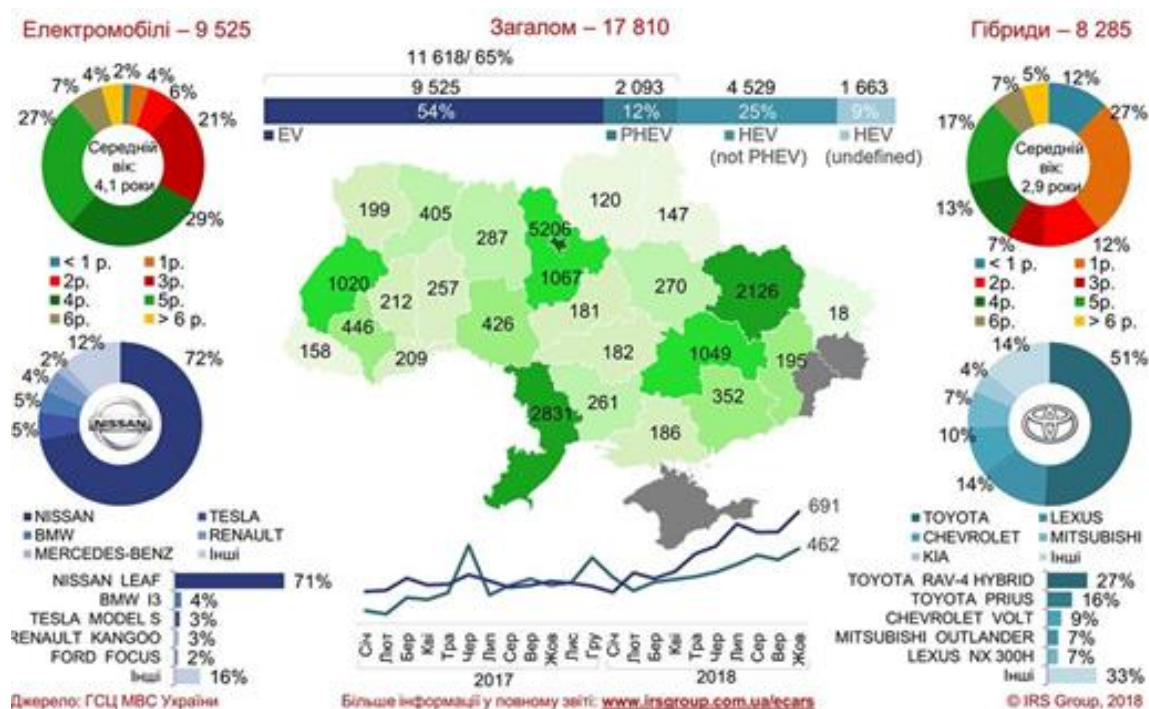 Електромобілі – 9 525
Загалом – 17 810
Гібриди – 8 285
2%
4%
6%
21%
29%
27%
7%
4%
Середній
вік:
4,1 роки
< 1 р.
1р.
2р.
3р.
4р.
5р.
6р.
> 6 р.
72%
5%
5%
4%
2%
12%
NISSAN
NISSAN
TESLA
BMW
RENAULT
MERCEDES-BENZ
Інші
NISSAN LEAF 71%
BMW I3 4%
TESLA MODEL S 3%
RENAULT KANGOO 3%
FORD FOCUS 2%
Інші 16%
11 618/ 65%
9 525 2 093 4 529 1 663
54% 12% 25% 9%
EV
PHEV
HEV
(not PHEV)
HEV
(undefined)
199
405
287
5206
120
147
1020
212
257
1067
270
2126
18
446
426
181
158
209
182
1049
195
2831
261
352
186
691
462
Січ Лют Бер Кві Тра Чер Лип Сер Вер Жов Лис Гру Січ Лют Бер Кві Тра Чер Лип Сер Вер Жов
2017 2018
12%
27%
12%
7%
13%
17%
7%
5%
Середній
вік:
2,9 роки
< 1 р.
1р.
2р.
3р.
4р.
5р.
6р.
> 6 р.
51%
14%
10%
7%
4%
14%
TOYOTA
LEXUS
CHEVROLET
MITSUBISHI
KIA
Інші
TOYOTA RAV-4 HYBRID 27%
TOYOTA PRIUS 16%
CHEVROLET VOLT 9%
MITSUBISHI OUTLANDER 7%
LEXUS NX 300H 7%
Інші 33%
Джерело: ГСЦ МВС України
Більше інформації у повному звіті: www.irsgroup.com.ua/ecars
© IRS Group, 2018